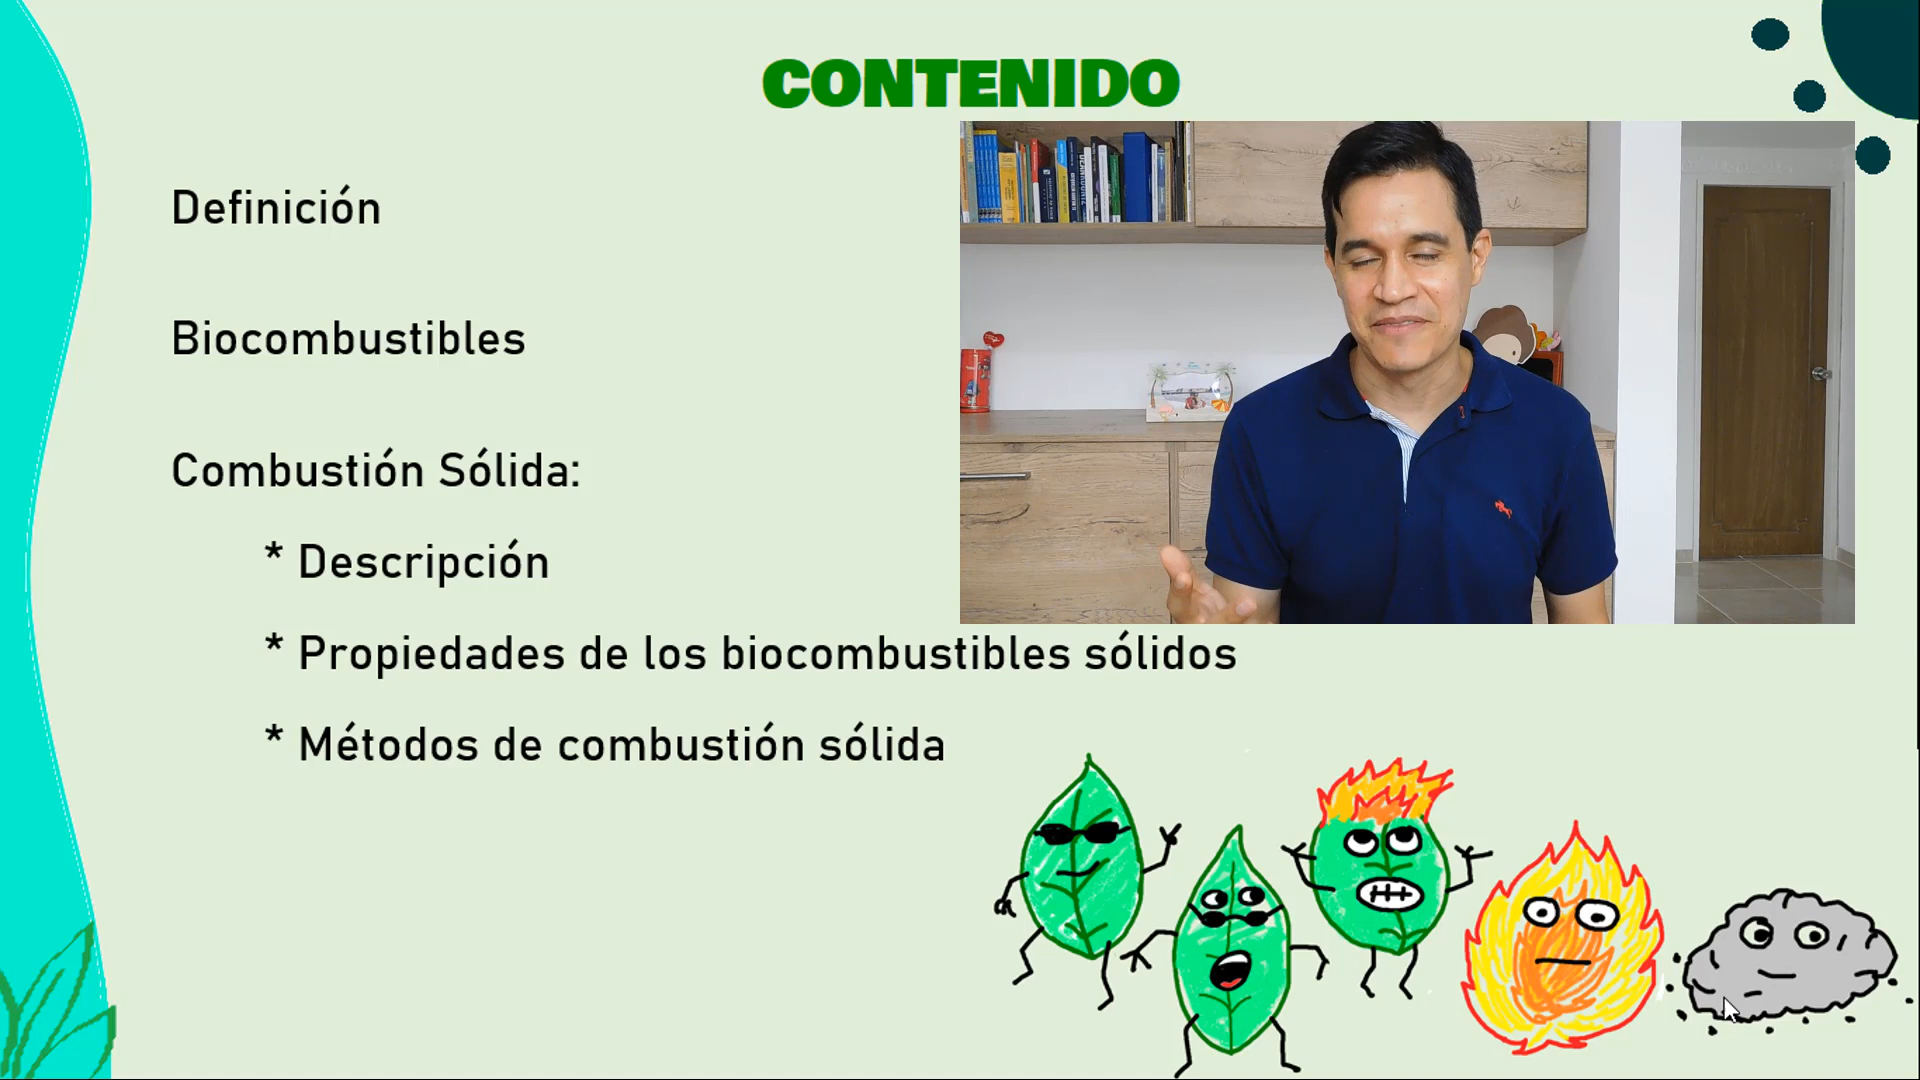 CONTENIDO
Definición
Biocombustibles
Combustión Sólida:
* Descripción
* Propiedades de los biocombustibles sólidos
* Métodos de combustión sólida